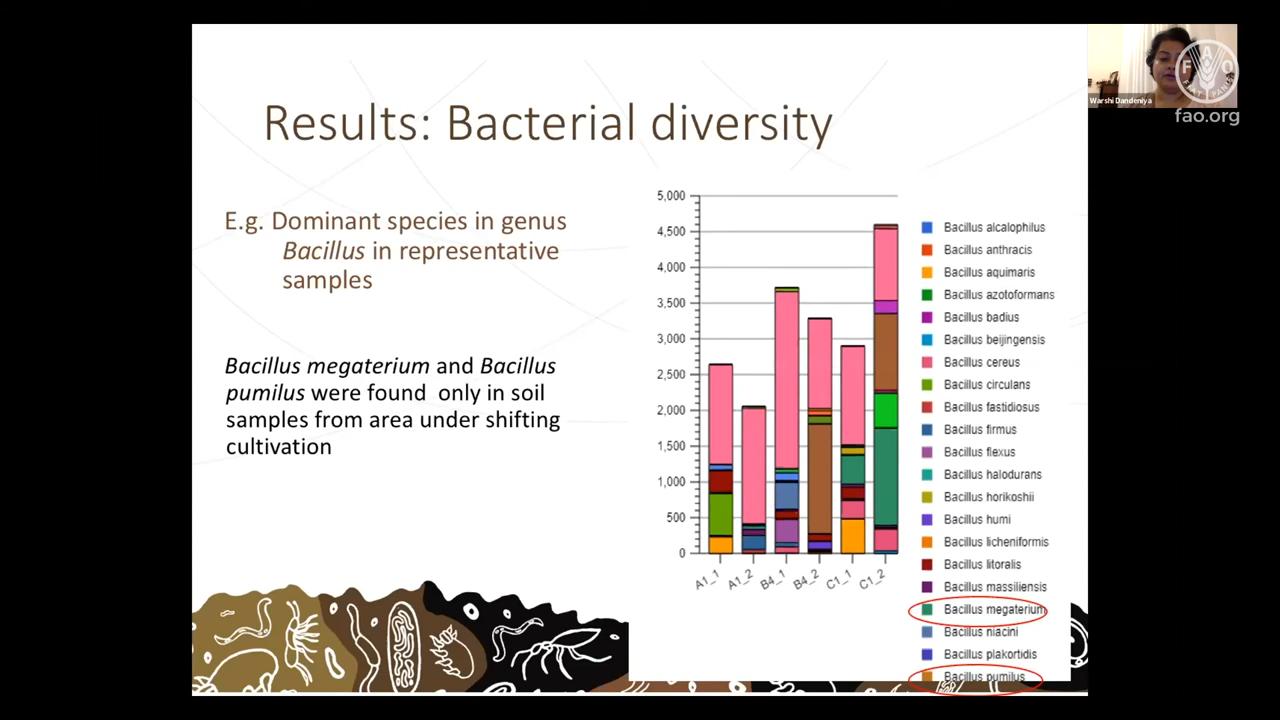 Results: Bacterial diversity
E.g. Dominant species in genus
Bacillus in representative
samples
Bacillus megaterium and Bacillus
pumilus were found only in soil
samples from area under shifting
cultivation
5,000
4,500
4,000
3,500
3,000
2,500
2,000
1,500
1,000
500
0
A1_1
A1_2
B4_1
B4_2
C1_1
C1_2
Bacillus alcalophilus
Bacillus anthracis
Bacillus aquimaris
Bacillus azotoformans
Bacillus badius
Bacillus beijingensis
Bacillus cereus
Bacillus circulans
Bacillus fastidiosus
Bacillus firmus
Bacillus flexus
Bacillus halodurans
Bacillus horikoshii
Bacillus humi
Bacillus licheniformis
Bacillus litoralis
Bacillus massiliensis
Bacillus megaterium
Bacillus niacini
Bacillus plakortidis
Bacillus pumilus
Warshi Dandeniya
F A O
FIAT PANIS
fao.org